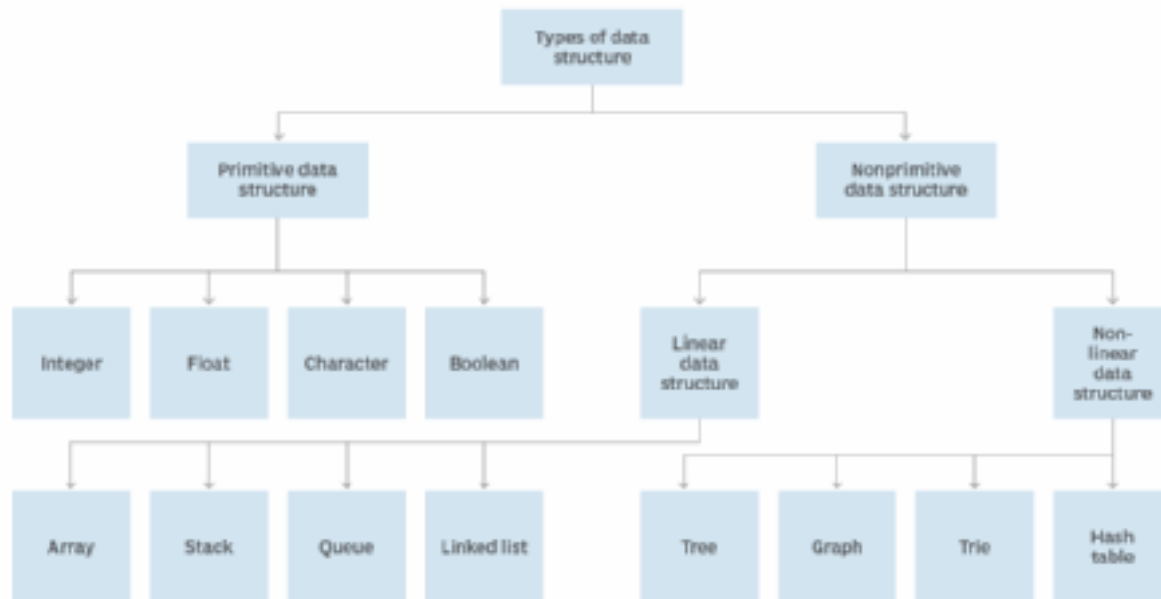 Types of data
structure
Primitive data
structure
Nonprimitive
data structure
Integer
Float
Character
Boolean
Linear
data
structure
Non-
linear
data
structure
Array
Stack
Queue
Linked list
Tree
Graph
Trie
Hash
table